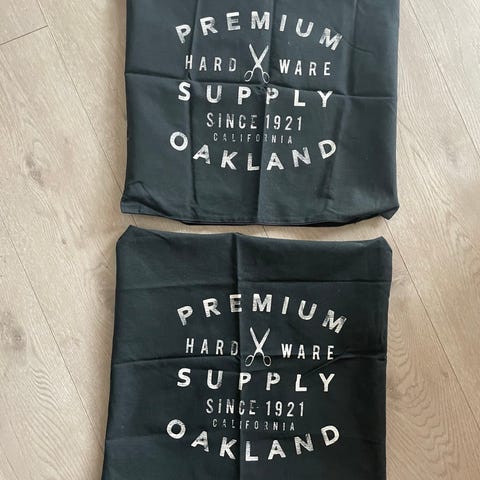 PREMIUM
HARD WARE
SUPPLY
SINCE 1921
CALIFORNIA
OAKLAND
PREMIUM
HARD WARE
SUPPLY
SINCE 1921
CALIFORNIA
OAKLAND